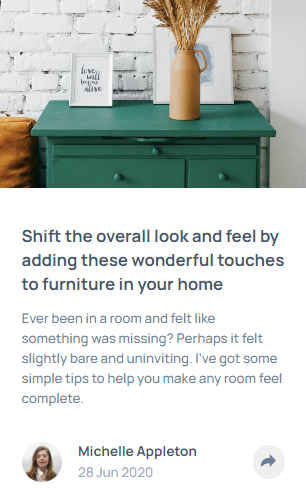 love
will
keep us
alive
Shift the overall look and feel by
adding these wonderful touches
to furniture in your home
Ever been in a room and felt like
something was missing? Perhaps it felt
slightly bare and uninviting. I've got some
simple tips to help you make any room feel
complete.
Michelle Appleton
28 Jun 2020